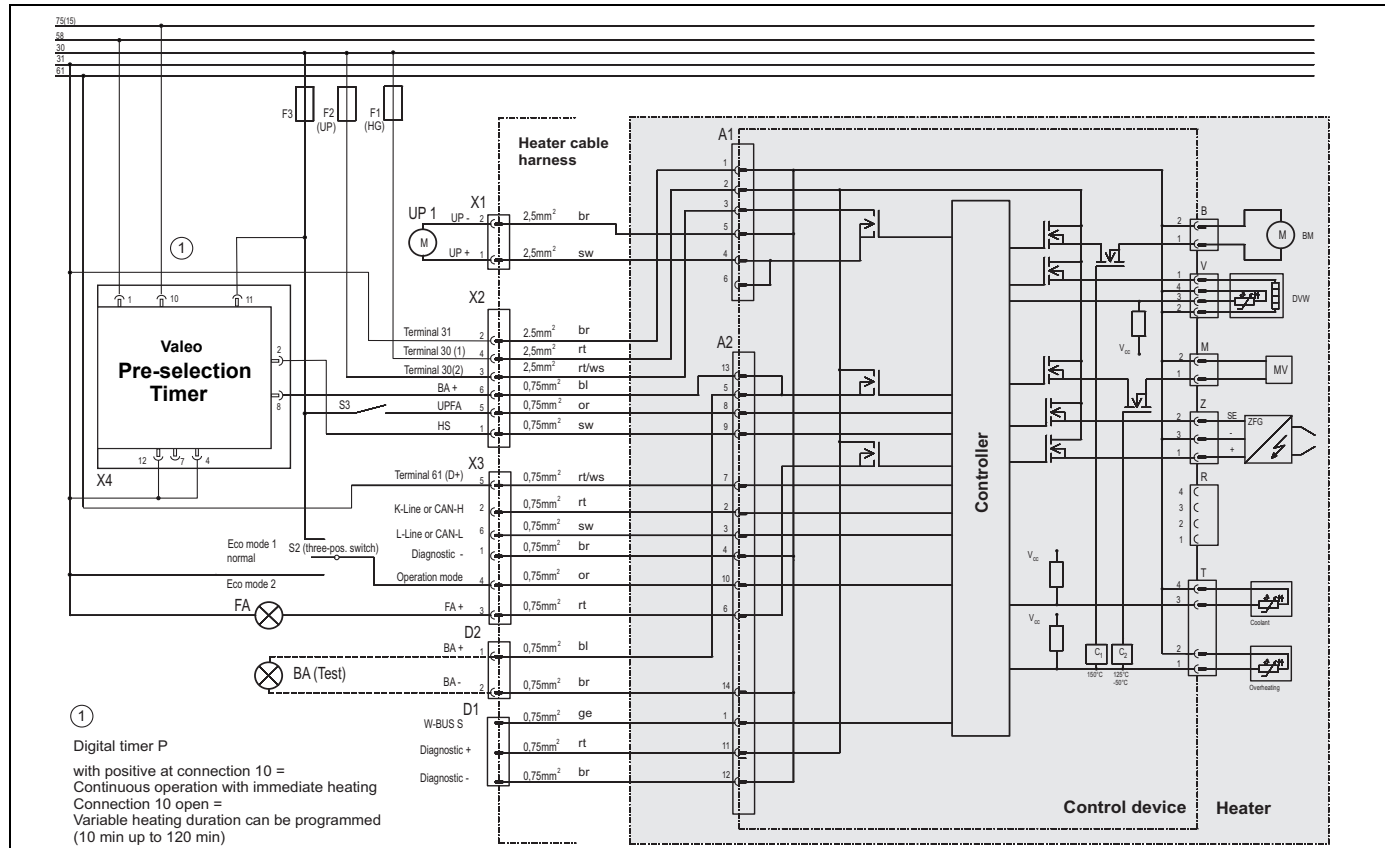 75(15)
58
30
31
61
F3
F2
(UP)
F1
(HG)
Heater cable
harness
A1
1
2
3
5
4
6
UP 1
M
X1
UP - 2 2,5mm² br
UP + 1 2,5mm² sw
1
1
10
11
Valeo
Pre-selection
Timer
2
8
12
7
4
X4
S3
X2
Terminal 31 2 2.5mm² br
Terminal 30 (1) 4 2,5mm² rt
Terminal 30(2) 3 2,5mm² rt/ws
BA + 6 0,75mm² bl
UPFA 5 0,75mm² or
HS 1 0,75mm² sw
A2
13
5
8
9
7
2
3
4
10
6
14
1
11
12
X3
Terminal 61 (D+) 5 0,75mm² rt/ws
K-Line or CAN-H 2 0,75mm² rt
L-Line or CAN-L 6 0,75mm² sw
Diagnostic - 1 0,75mm² br
Operation mode 4 0,75mm² or
FA + 3 0,75mm² rt
Eco mode 1
normal
S2 (three-pos. switch)
Eco mode 2
FA
D2
BA + 1 0,75mm² bl
BA - 2 0,75mm² br
BA (Test)
D1
W-BUS S 0,75mm² ge
Diagnostic + 0,75mm² rt
Diagnostic - 0,75mm² br
Controller
B
2
1
M
BM
V
1
4
3
2
DVW
Vcc
M
2
1
MV
Z
2 SE
3 -
1 +
ZFG
R
4
3
2
1
Vcc
Vcc
T
4
3
Coolant
2
1
Overheating
C1
150°C
C2
125°C
-50°C
Control device
Heater
1
Digital timer P
with positive at connection 10 =
Continuous operation with immediate heating
Connection 10 open =
Variable heating duration can be programmed
(10 min up to 120 min)